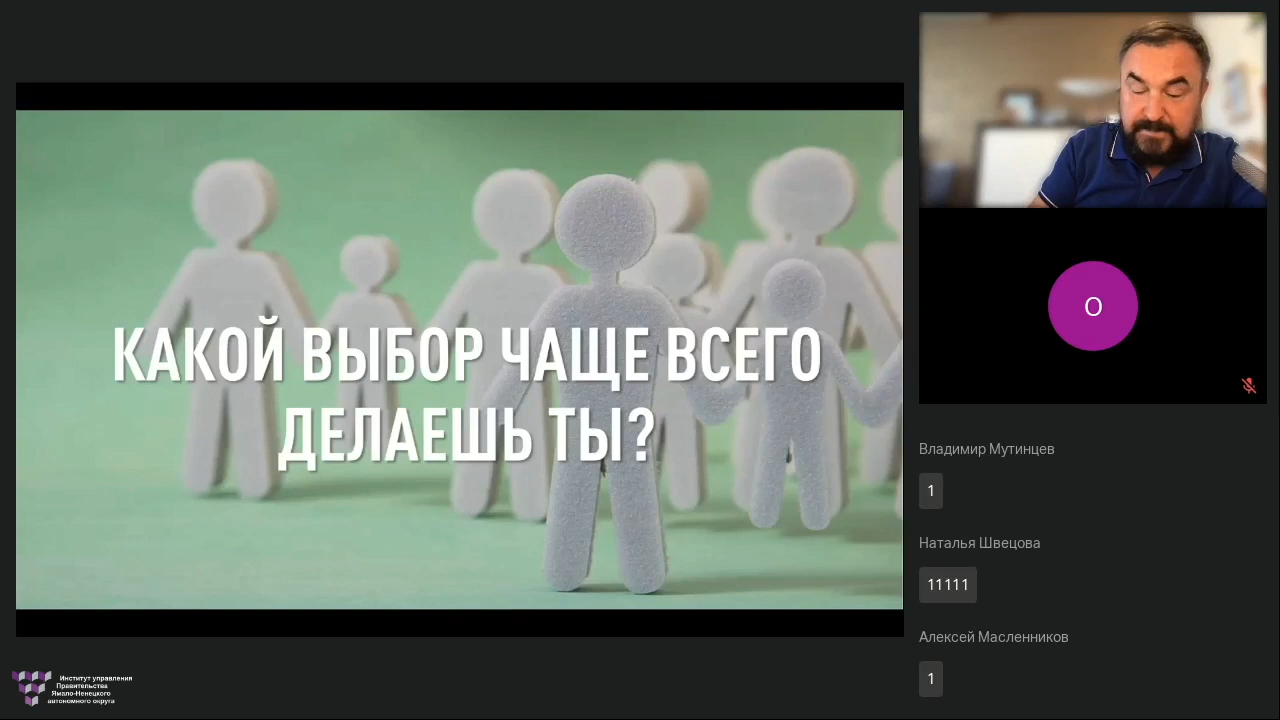 КАКОЙ ВЫБОР ЧАЩЕ ВСЕГО
ДЕЛАЕШЬ ТЫ?
О
Владимир Мутинцев
1
Наталья Швецова
11111
Алексей Масленников
1
Институт управления
Правительства
Ямало-Ненецкого
автономного округа